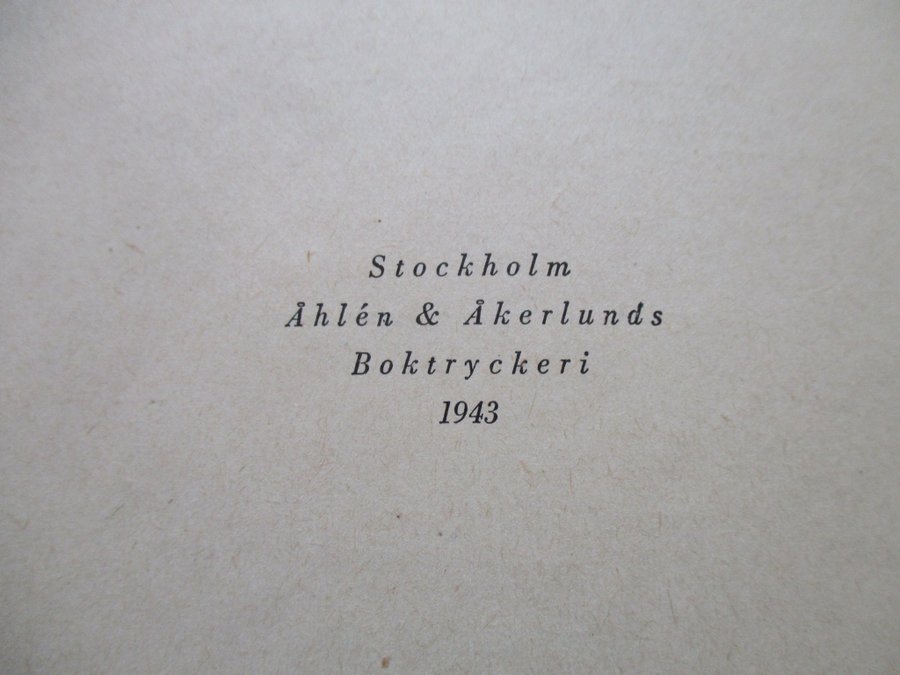 Stockholm
Åhlén & Åkerlunds
Boktryckeri
1943